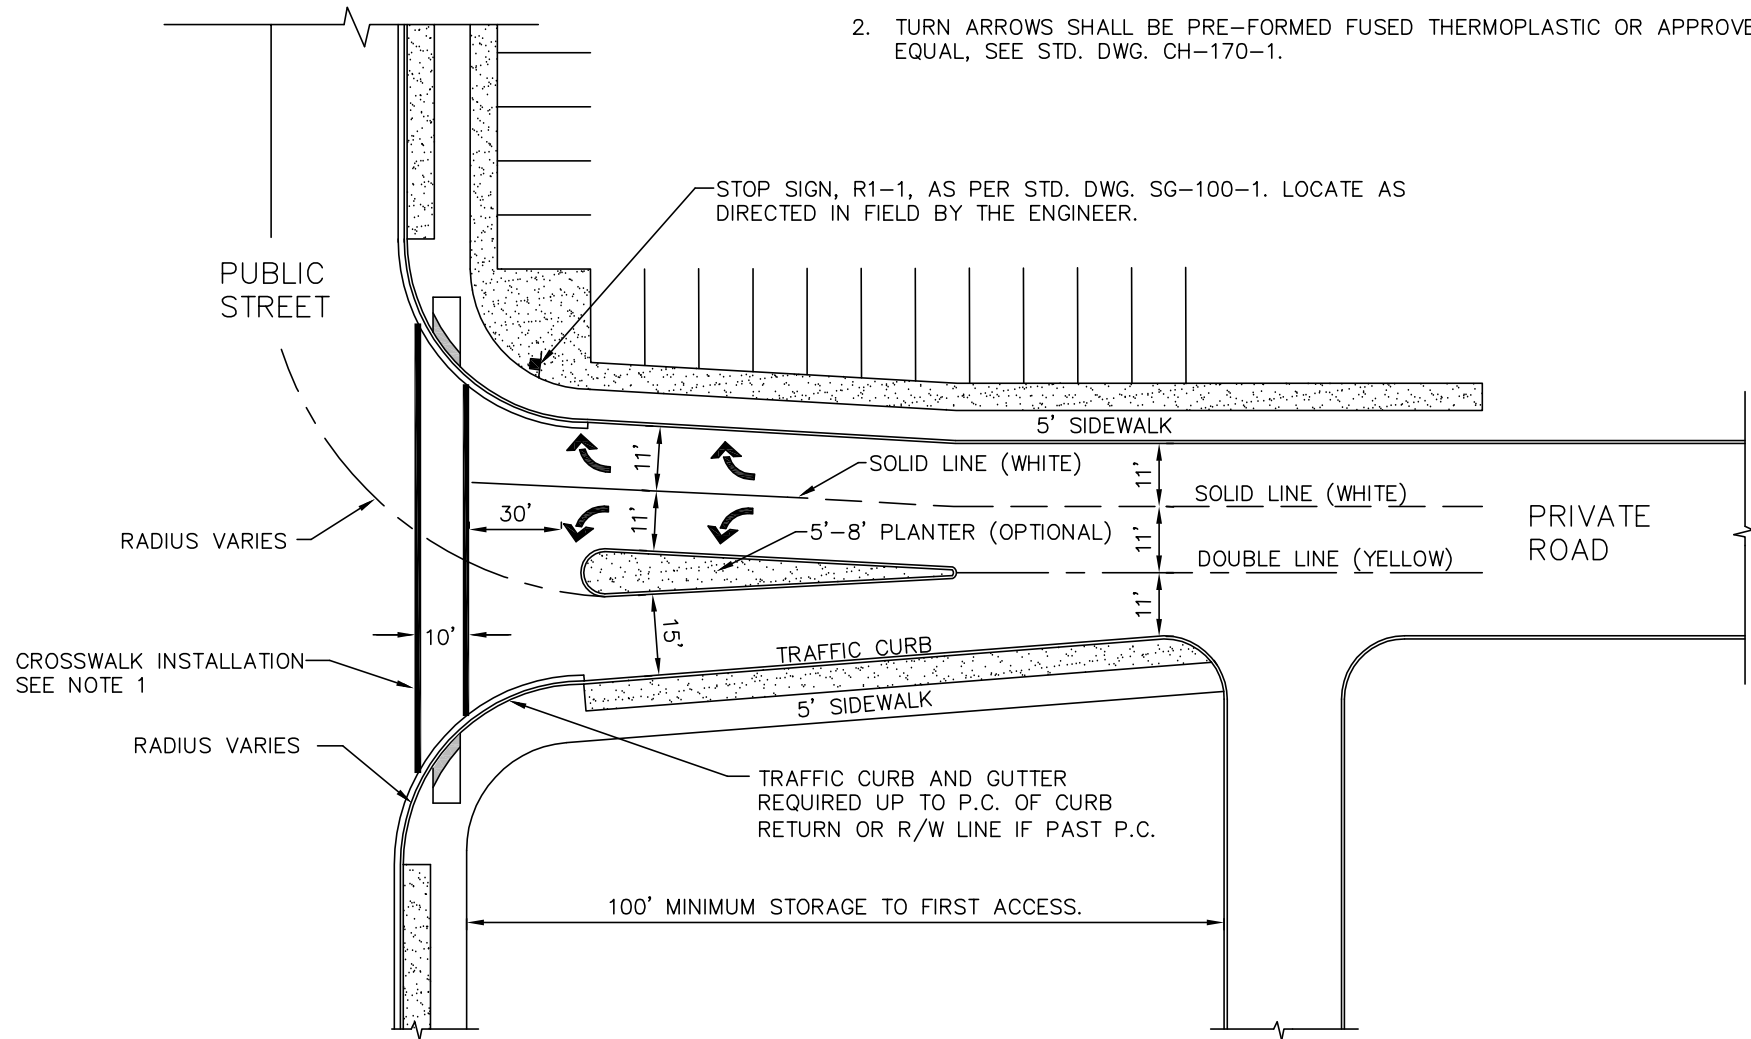 2. TURN ARROWS SHALL BE PRE-FORMED FUSED THERMOPLASTIC OR APPROVE
EQUAL, SEE STD. DWG. CH-170-1.
STOP SIGN, R1-1, AS PER STD. DWG. SG-100-1. LOCATE AS
DIRECTED IN FIELD BY THE ENGINEER.
PUBLIC
STREET
5' SIDEWALK
11'
SOLID LINE (WHITE)
11'
SOLID LINE (WHITE)
30'
11'
5'-8' PLANTER (OPTIONAL)
11'
PRIVATE
ROAD
RADIUS VARIES
DOUBLE LINE (YELLOW)
11'
10'
15'
TRAFFIC CURB
CROSSWALK INSTALLATION
SEE NOTE 1
5' SIDEWALK
RADIUS VARIES
TRAFFIC CURB AND GUTTER
REQUIRED UP TO P.C. OF CURB
RETURN OR R/W LINE IF PAST P.C.
100' MINIMUM STORAGE TO FIRST ACCESS.